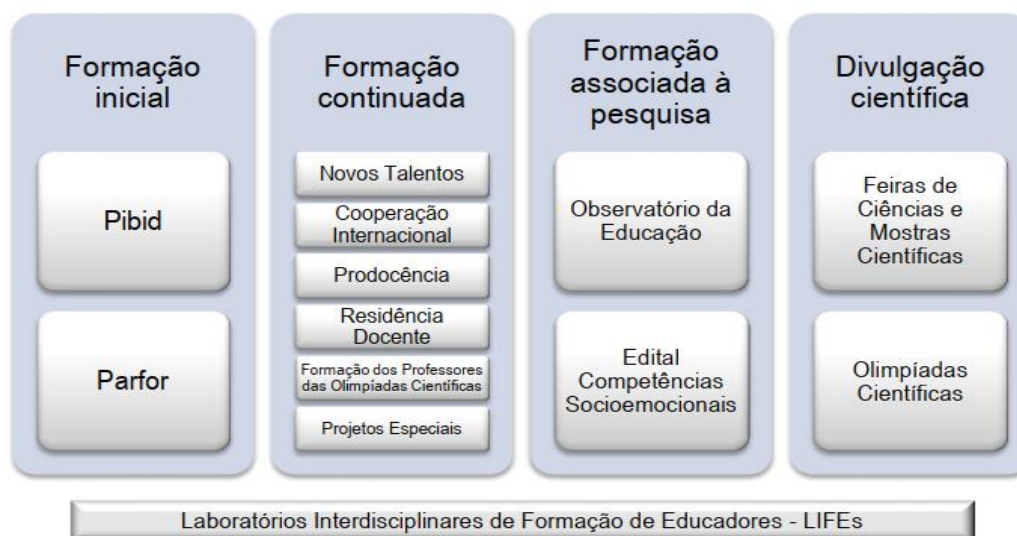 Formação
inicial
Pibid
Parfor
Formação
continuada
Novos Talentos
Cooperação
Internacional
Prodocência
Residência
Docente
Formação dos Professores
das Olimpíadas Científicas
Projetos Especiais
Formação
associada à
pesquisa
Observatório da
Educação
Edital
Competências
Socioemocionais
Divulgação
científica
Feiras de
Ciências e
Mostras
Científicas
Olimpíadas
Científicas
Laboratórios Interdisciplinares de Formação de Educadores - LIFEs